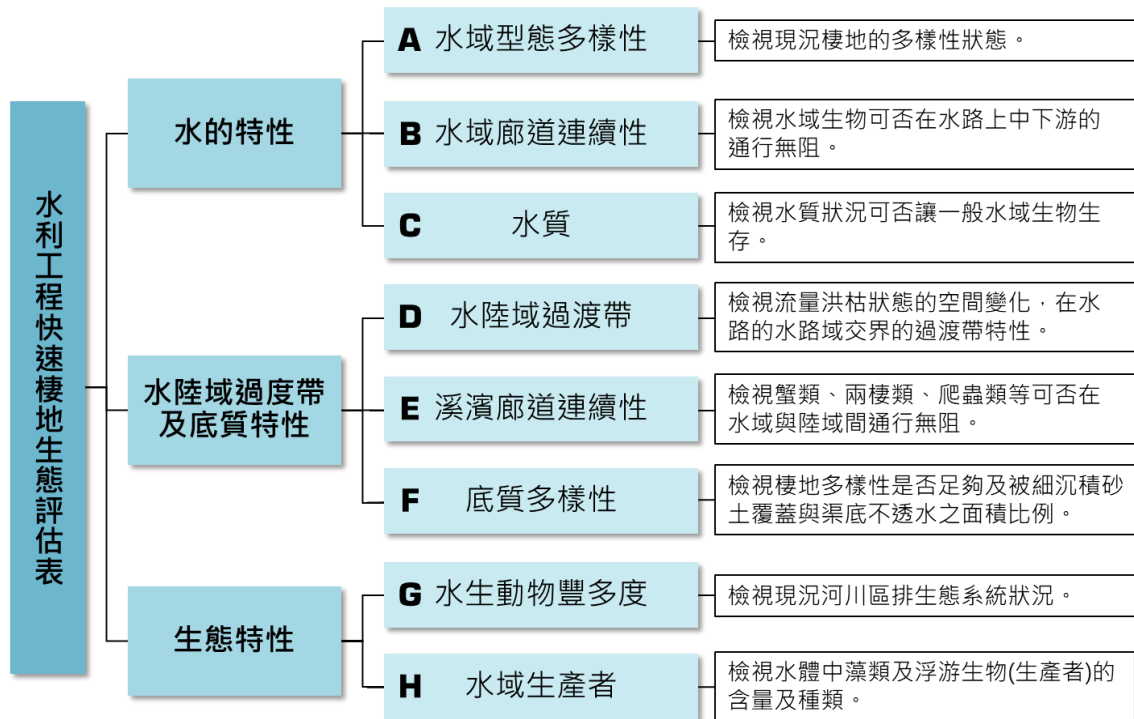 水利工程快速棲地生態評估表
水的特性
A 水域型態多樣性
檢視現況棲地的多樣性狀態。
B 水域廊道連續性
檢視水域生物可否在水路上中下游的
通行無阻。
C 水質
檢視水質狀況可否讓一般水域生物生
存。
水陸域過度帶
及底質特性
D 水陸域過渡帶
檢視流量洪枯狀態的空間變化，在水
路的水路域交界的過渡帶特性。
E 溪濱廊道連續性
檢視蟹類、兩棲類、爬蟲類等可否在
水域與陸域間通行無阻。
F 底質多樣性
檢視棲地多樣性是否足夠及被細沉積砂
土覆蓋與渠底不透水之面積比例。
生態特性
G 水生動物豐多度
檢視現況河川區排生態系統狀況。
H 水域生產者
檢視水體中藻類及浮游生物(生產者)的
含量及種類。